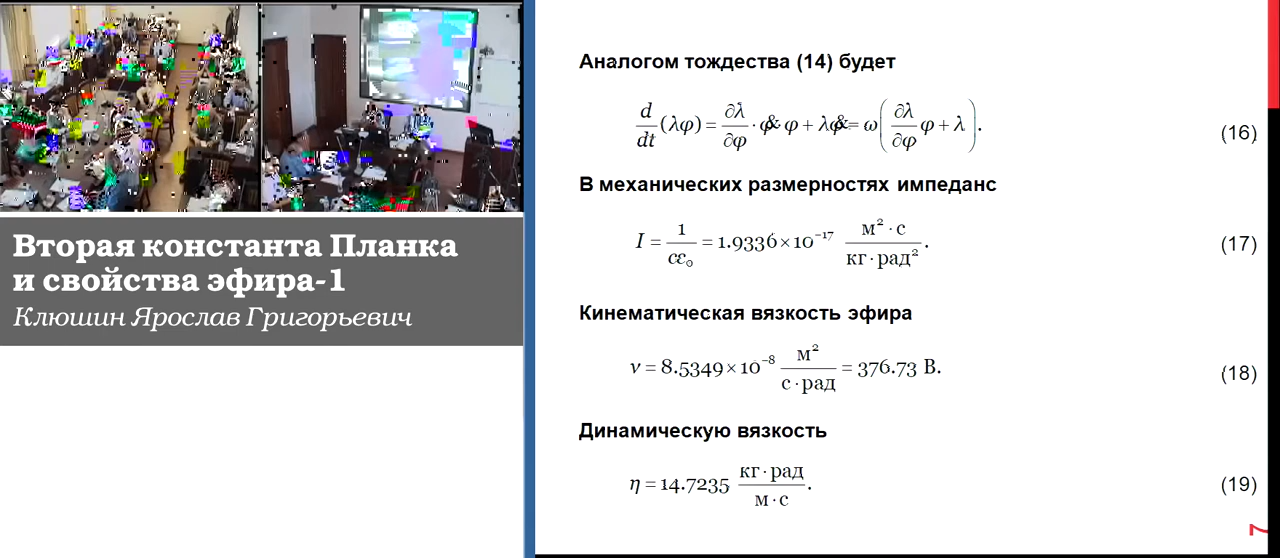 Вторая константа Планка
и свойства эфира-1
Клюшин Ярослав Григорьевич
Аналогом тождества (14) будет
d/dt (λφ) = ∂λ/∂φ · φ& φ + λφ& = ω(∂λ/∂φ φ + λ). (16)
В механических размерностях импеданс
I = 1/cε₀ = 1.9336×10⁻¹⁷ м²·с/кг·рад². (17)
Кинематическая вязкость эфира
ν = 8.5349×10⁻⁸ м²/с·рад = 376.73 В. (18)
Динамическую вязкость
η = 14.7235 кг·рад/м·с. (19)
7